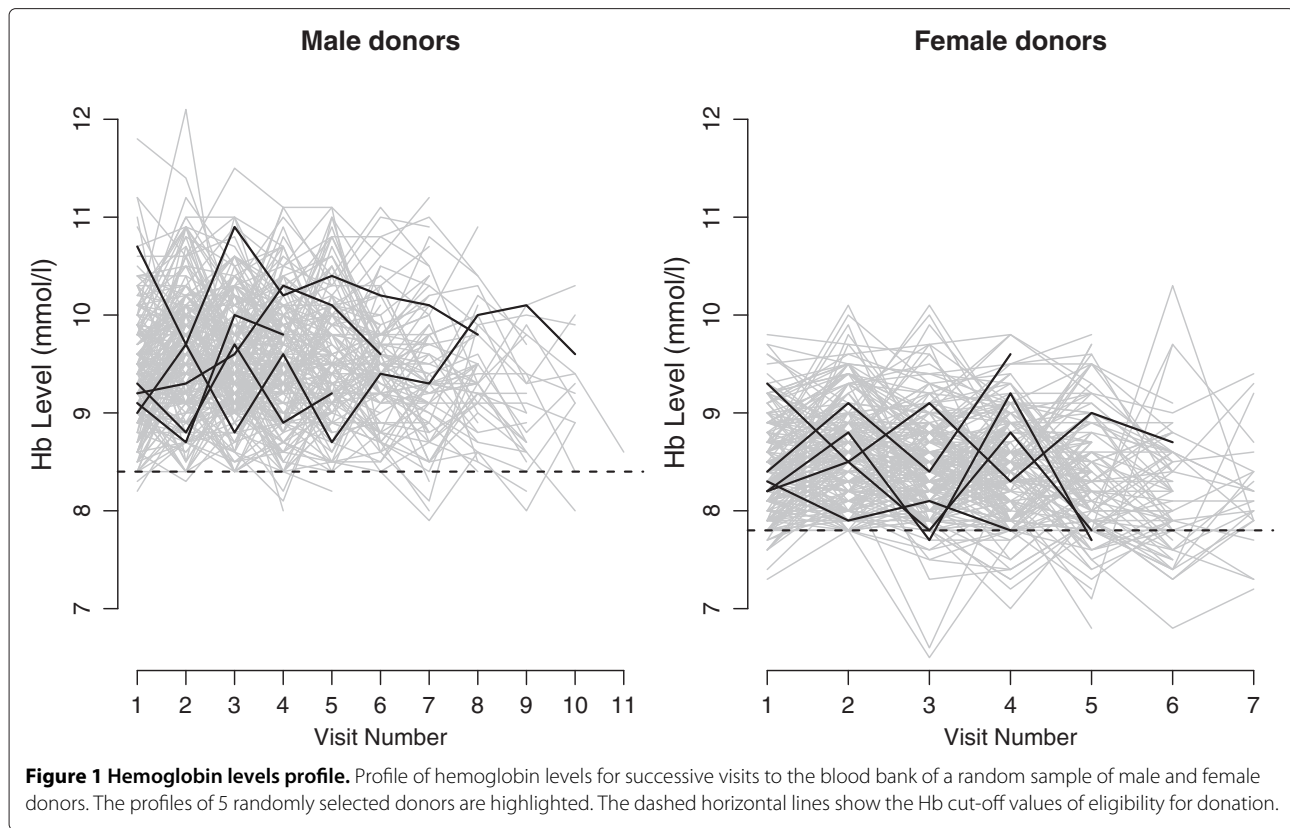 Male donors
Female donors
Hb Level (mmol/l)
12
11
10
9
8
7
1 2 3 4 5 6 7 8 9 10 11
Visit Number
Hb Level (mmol/l)
12
11
10
9
8
7
1 2 3 4 5 6 7
Visit Number
Figure 1 Hemoglobin levels profile. Profile of hemoglobin levels for successive visits to the blood bank of a random sample of male and female
donors. The profiles of 5 randomly selected donors are highlighted. The dashed horizontal lines show the Hb cut-off values of eligibility for donation.